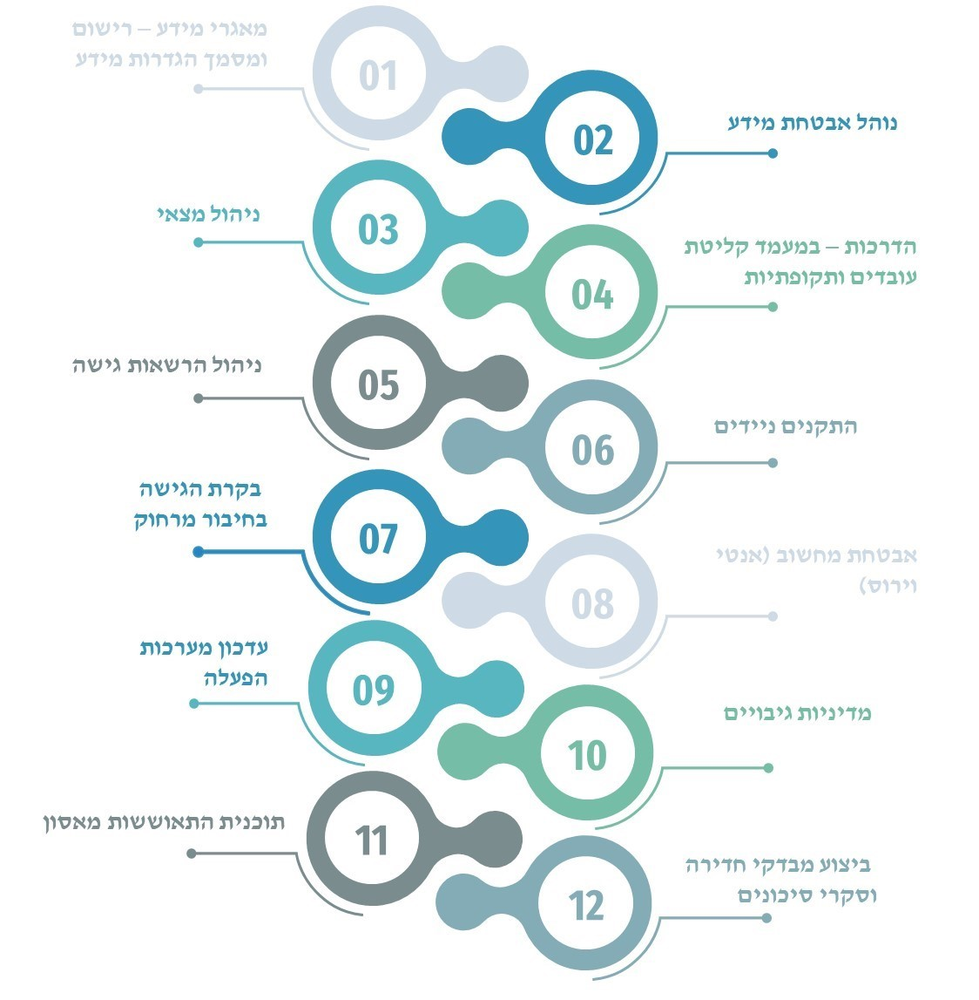 מאגרי מידע – רישום
ומסמך הגדרות מידע
01
02
נוהל אבטחת מידע
ניהול מצאי
03
04
הדרכות – במעמד קליטת
עובדים ותקופתיות
ניהול הרשאות גישה
05
06
התקנים ניידים
בקרת הגישה
בחיבור מרחוק
07
08
אבטחת מחשוב (אנטי
וירוס)
עדכון מערכות
הפעלה
09
10
מדיניות גיבויים
תוכנית התאוששות מאסון
11
12
ביצוע מבדקי חדירה
וסקרי סיכונים